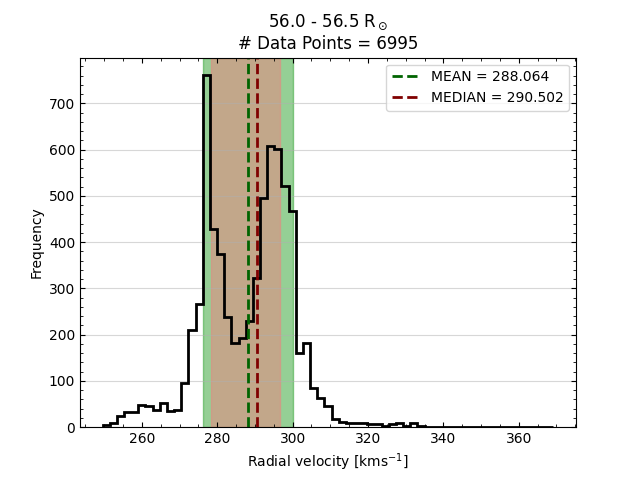 56.0 - 56.5 R⊙
# Data Points = 6995
MEAN = 288.064
MEDIAN = 290.502
Frequency
700
600
500
400
300
200
100
0
260 280 300 320 340 360
Radial velocity [kms⁻¹]